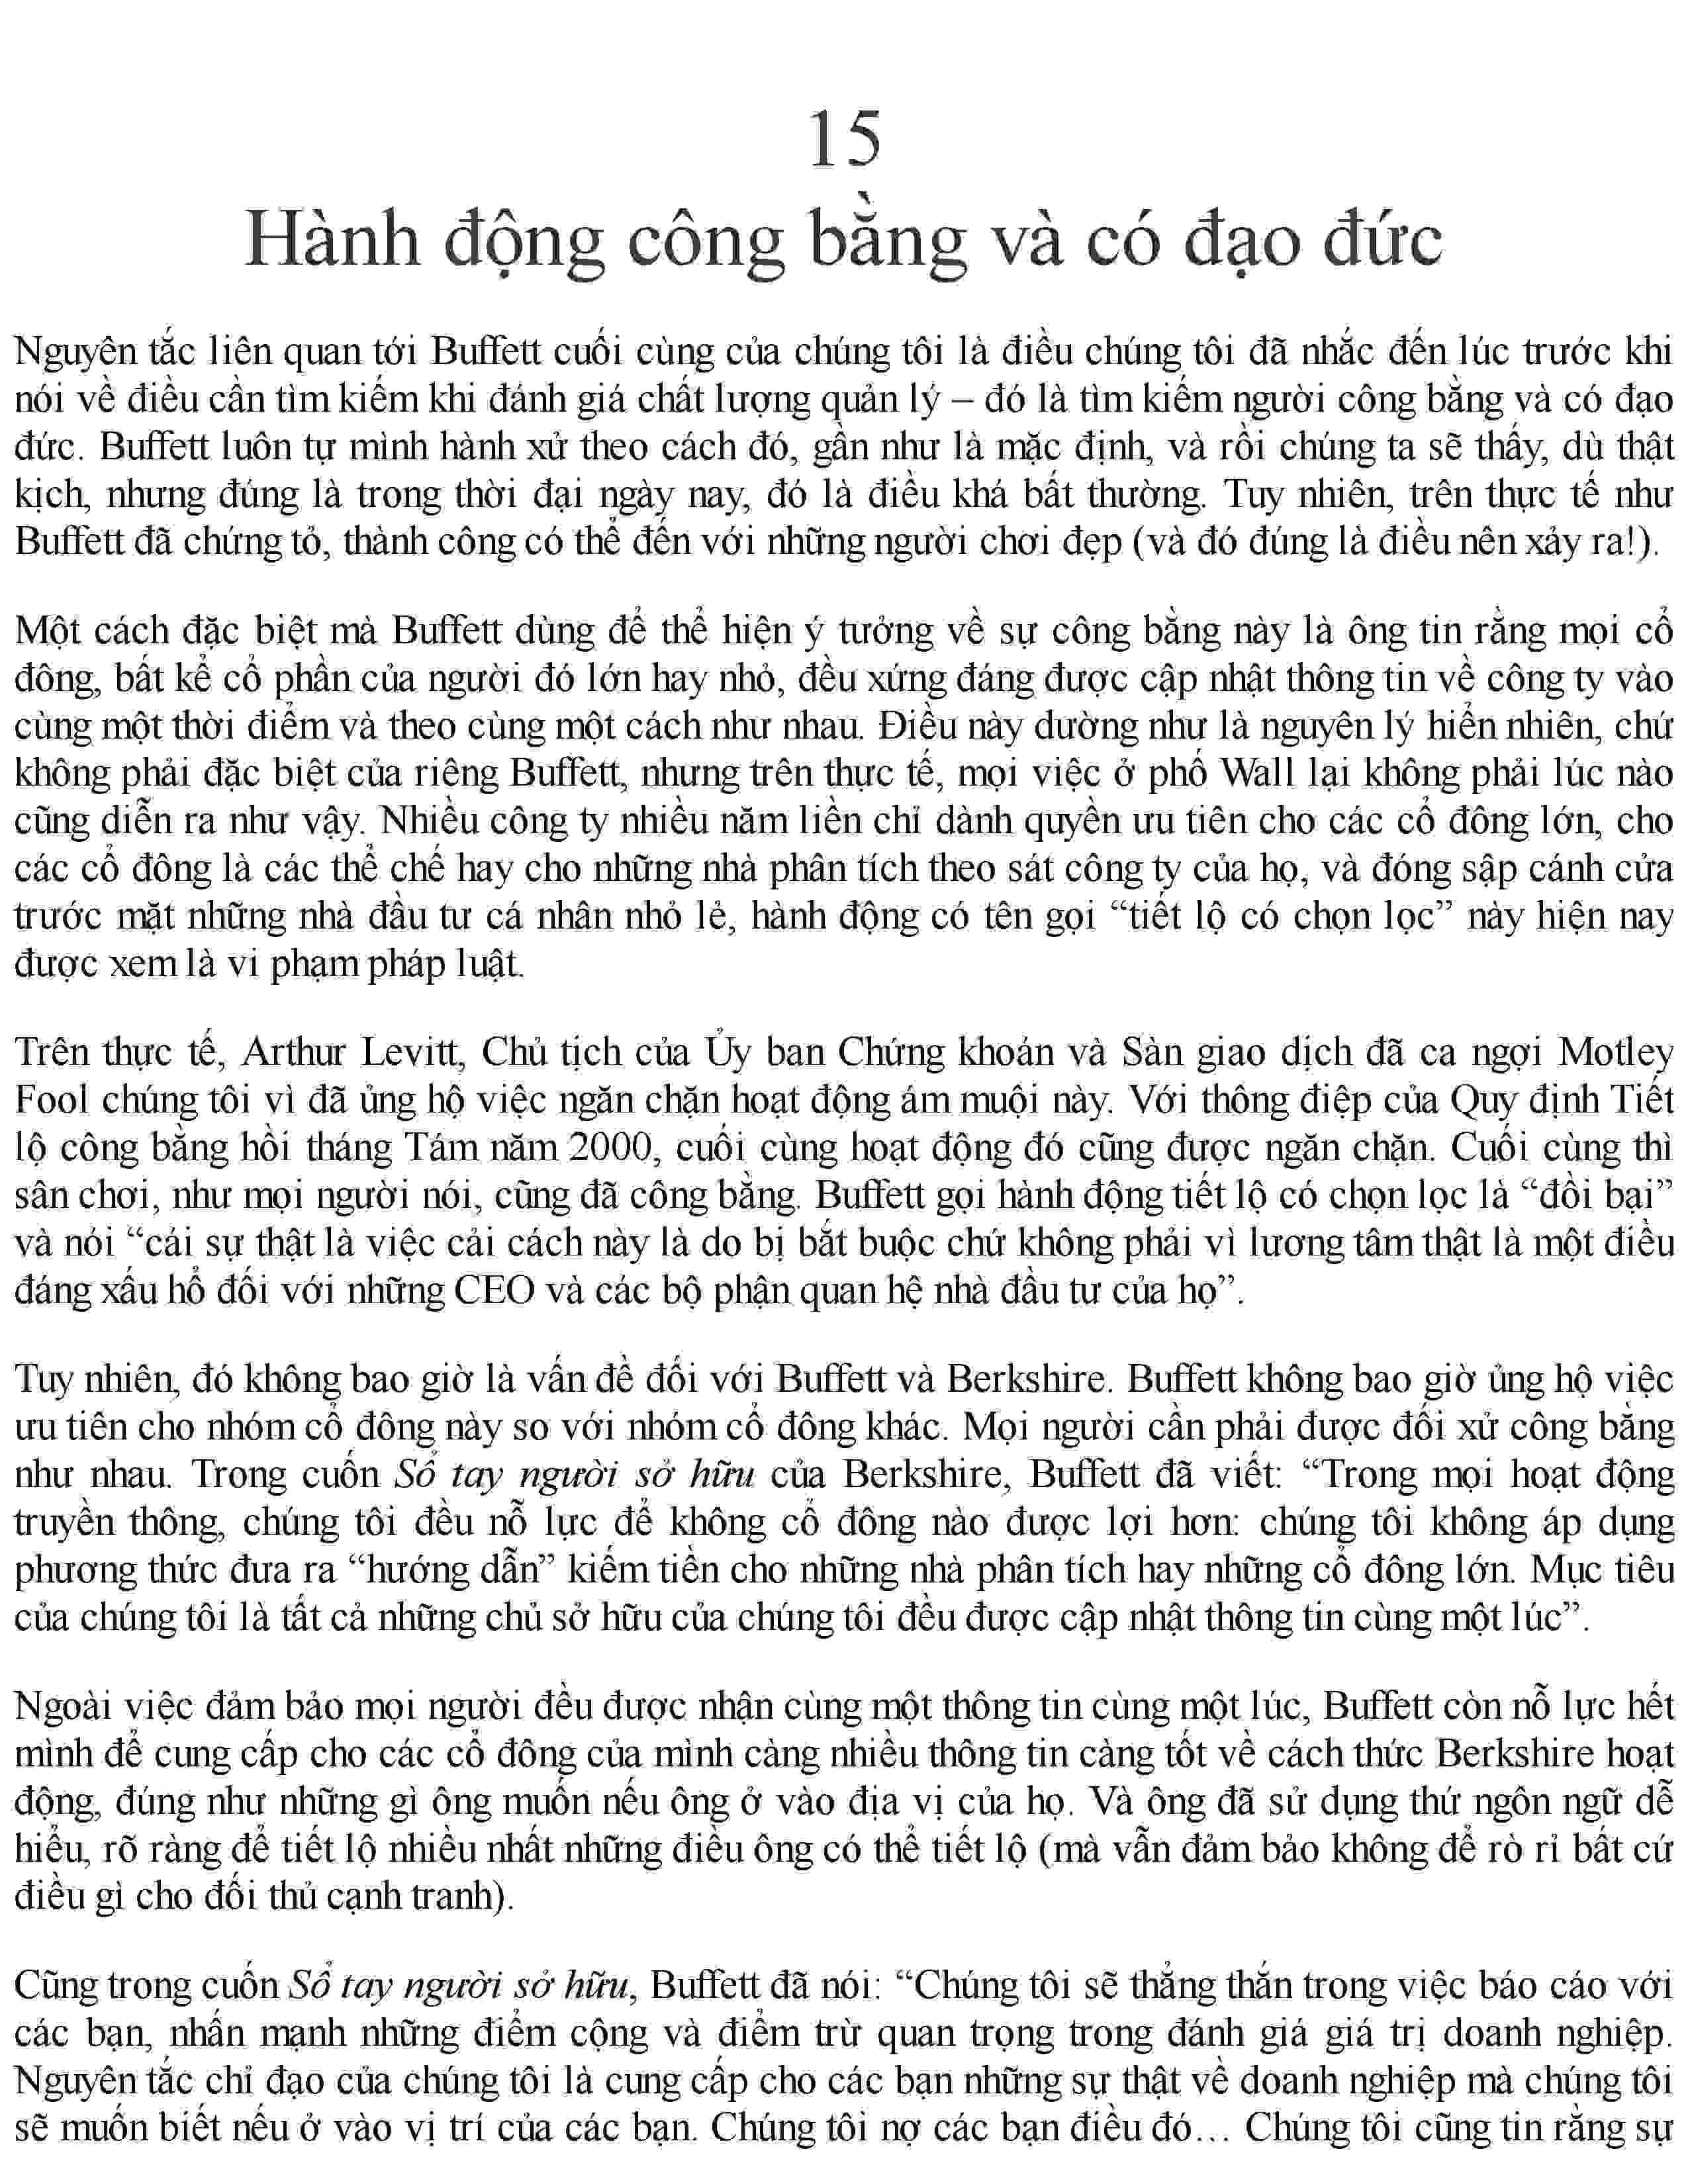 15
Hành động công bằng và có đạo đức
Nguyên tắc liên quan tới Buffett cuối cùng của chúng tôi là điều chúng tôi đã nhắc đến lúc trước khi
nói về điều cần tìm kiếm khi đánh giá chất lượng quản lý – đó là tìm kiếm người công bằng và có đạo
đức. Buffett luôn tự mình hành xử theo cách đó, gần như là mặc định, và rồi chúng ta sẽ thấy, dù thật
kịch, nhưng đúng là trong thời đại ngày nay, đó là điều khá bất thường. Tuy nhiên, trên thực tế như
Buffett đã chứng tỏ, thành công có thể đến với những người chơi đẹp (và đó đúng là điều nên xảy ra!).
Một cách đặc biệt mà Buffett dùng để thể hiện ý tưởng về sự công bằng này là ông tin rằng mọi cổ
đông, bất kể cổ phần của người đó lớn hay nhỏ, đều xứng đáng được cập nhật thông tin về công ty vào
cùng một thời điểm và theo cùng một cách như nhau. Điều này dường như là nguyên lý hiển nhiên, chứ
không phải đặc biệt của riêng Buffett, nhưng trên thực tế, mọi việc ở phố Wall lại không phải lúc nào
cũng diễn ra như vậy. Nhiều công ty nhiều năm liền chỉ dành quyền ưu tiên cho các cổ đông lớn, cho
các cổ đông là các thể chế hay cho những nhà phân tích theo sát công ty của họ, và đóng sập cánh cửa
trước mặt những nhà đầu tư cá nhân nhỏ lẻ, hành động có tên gọi “tiết lộ có chọn lọc” này hiện nay
được xem là vi phạm pháp luật.
Trên thực tế, Arthur Levitt, Chủ tịch của Ủy ban Chứng khoán và Sàn giao dịch đã ca ngợi Motley
Fool chúng tôi vì đã ủng hộ việc ngăn chặn hoạt động ám muội này. Với thông điệp của Quy định Tiết
lộ công bằng hồi tháng Tám năm 2000, cuối cùng hoạt động đó cũng được ngăn chặn. Cuối cùng thì
sân chơi, như mọi người nói, cũng đã công bằng. Buffett gọi hành động tiết lộ có chọn lọc là “đồi bại”
và nói “cái sự thật là việc cải cách này là do bị bắt buộc chứ không phải vì lương tâm thật là một điều
đáng xấu hổ đối với những CEO và các bộ phận quan hệ nhà đầu tư của họ”.
Tuy nhiên, đó không bao giờ là vấn đề đối với Buffett và Berkshire. Buffett không bao giờ ủng hộ việc
ưu tiên cho nhóm cổ đông này so với nhóm cổ đông khác. Mọi người cần phải được đối xử công bằng
như nhau. Trong cuốn Sổ tay người sở hữu của Berkshire, Buffett đã viết: “Trong mọi hoạt động
truyền thông, chúng tôi đều nỗ lực để không cổ đông nào được lợi hơn: chúng tôi không áp dụng
phương thức đưa ra “hướng dẫn” kiếm tiền cho những nhà phân tích hay những cổ đông lớn. Mục tiêu
của chúng tôi là tất cả những chủ sở hữu của chúng tôi đều được cập nhật thông tin cùng một lúc”.
Ngoài việc đảm bảo mọi người đều được nhận cùng một thông tin cùng một lúc, Buffett còn nỗ lực hết
mình để cung cấp cho các cổ đông của mình càng nhiều thông tin càng tốt về cách thức Berkshire hoạt
động, đúng như những gì ông muốn nếu ông ở vào địa vị của họ. Và ông đã sử dụng thứ ngôn ngữ dễ
hiểu, rõ ràng để tiết lộ nhiều nhất những điều ông có thể tiết lộ (mà vẫn đảm bảo không để rò rỉ bất cứ
điều gì cho đối thủ cạnh tranh).
Cũng trong cuốn Sổ tay người sở hữu, Buffett đã nói: “Chúng tôi sẽ thẳng thắn trong việc báo cáo với
các bạn, nhấn mạnh những điểm cộng và điểm trừ quan trọng trong đánh giá giá trị doanh nghiệp.
Nguyên tắc chỉ đạo của chúng tôi là cung cấp cho các bạn những sự thật về doanh nghiệp mà chúng tôi
sẽ muốn biết nếu ở vào vị trí của các bạn. Chúng tôi nợ các bạn điều đó… Chúng tôi cũng tin rằng sự